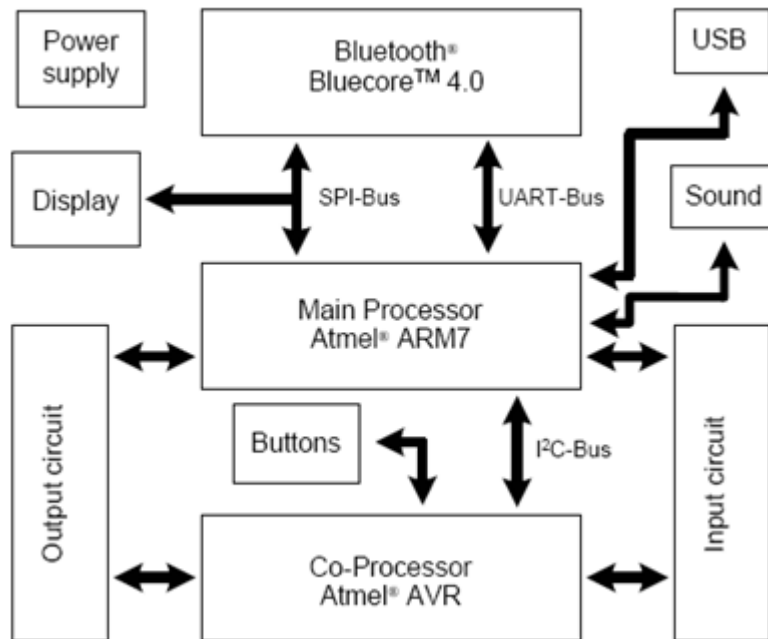 Power
supply
Bluetooth®
Bluecore™ 4.0
USB
Display
SPI-Bus
UART-Bus
Sound
Main Processor
Atmel® ARM7
Output circuit
Buttons
I²C-Bus
Input circuit
Co-Processor
Atmel® AVR